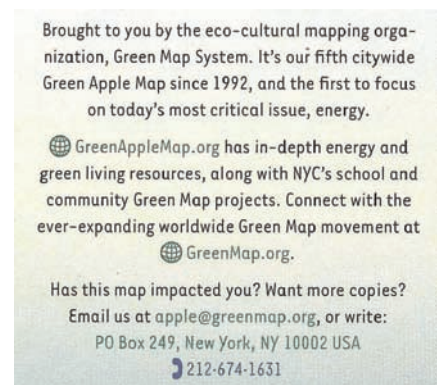 Brought to you by the eco-cultural mapping orga-
nization, Green Map System. It's our fifth citywide
Green Apple Map since 1992, and the first to focus
on today's most critical issue, energy.
GreenAppleMap.org has in-depth energy and
green living resources, along with NYC's school and
community Green Map projects. Connect with the
ever-expanding worldwide Green Map movement at
GreenMap.org.
Has this map impacted you? Want more copies?
Email us at apple@greenmap.org, or write:
PO Box 249, New York, NY 10002 USA
212-674-1631